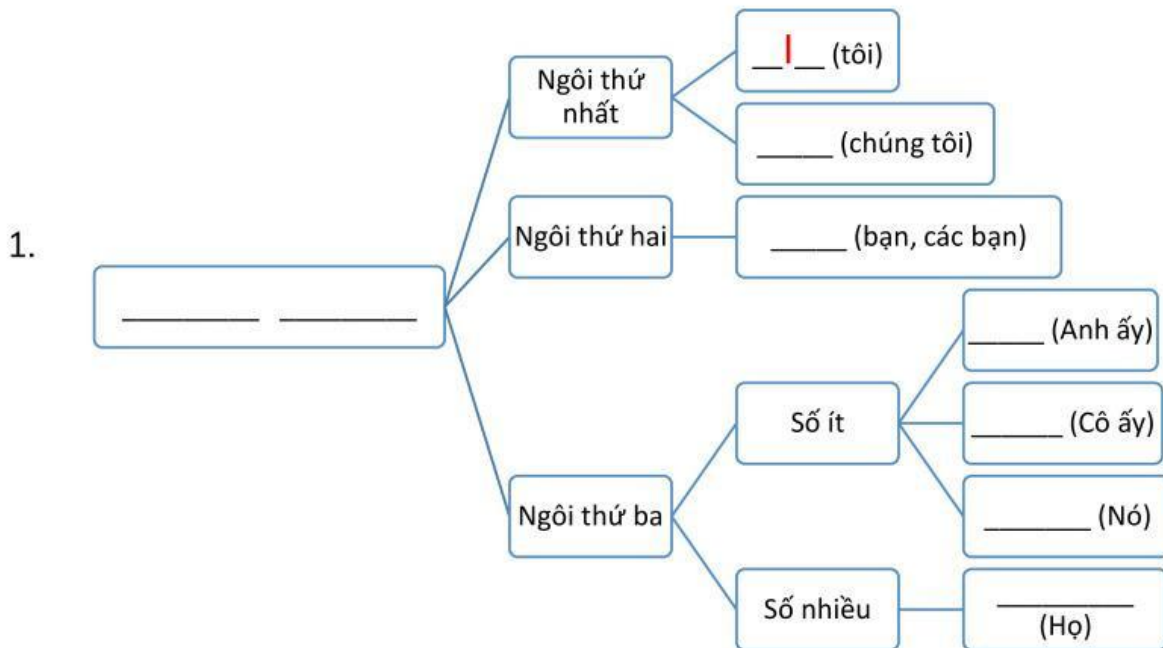 1.
_________ _________
Ngôi thứ
nhất
__I__ (tôi)
_____ (chúng tôi)
Ngôi thứ hai
_____ (bạn, các bạn)
Ngôi thứ ba
Số ít
_____ (Anh ấy)
______ (Cô ấy)
_______ (Nó)
Số nhiều
_________
(Họ)